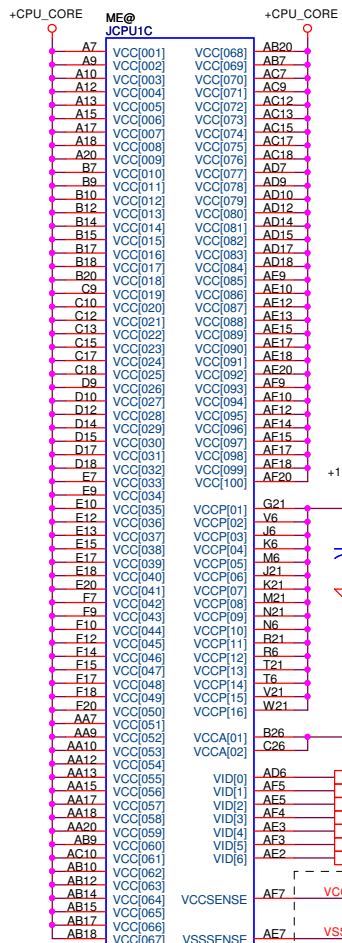 +CPU_CORE ME@ +CPU_CORE
JCPU1C
A7 VCC[001] VCC[068] AB20
A9 VCC[002] VCC[069] AB7
A10 VCC[003] VCC[070] AC7
A12 VCC[004] VCC[071] AC9
A13 VCC[005] VCC[072] AC12
A15 VCC[006] VCC[073] AC13
A17 VCC[007] VCC[074] AC15
A18 VCC[008] VCC[075] AC17
A20 VCC[009] VCC[076] AC18
B7 VCC[010] VCC[077] AD7
B9 VCC[011] VCC[078] AD9
B10 VCC[012] VCC[079] AD10
B12 VCC[013] VCC[080] AD12
B14 VCC[014] VCC[081] AD14
B15 VCC[015] VCC[082] AD15
B17 VCC[016] VCC[083] AD17
B18 VCC[017] VCC[084] AD18
B20 VCC[018] VCC[085] AE9
C9 VCC[019] VCC[086] AE10
C10 VCC[020] VCC[087] AE12
C12 VCC[021] VCC[088] AE13
C13 VCC[022] VCC[089] AE15
C15 VCC[023] VCC[090] AE17
C17 VCC[024] VCC[091] AE18
C18 VCC[025] VCC[092] AE20
D9 VCC[026] VCC[093] AF9
D10 VCC[027] VCC[094] AF10
D12 VCC[028] VCC[095] AF12
D14 VCC[029] VCC[096] AF14
D15 VCC[030] VCC[097] AF15
D17 VCC[031] VCC[098] AF17
D18 VCC[032] VCC[099] AF18
E7 VCC[033] VCC[100] AF20 +1
E9 VCC[034]
E10 VCC[035] VCCP[01] G21
E12 VCC[036] VCCP[02] V6
E13 VCC[037] VCCP[03] J6
E15 VCC[038] VCCP[04] K6
E17 VCC[039] VCCP[05] M6
E18 VCC[040] VCCP[06] J21
E20 VCC[041] VCCP[07] K21
F7 VCC[042] VCCP[08] M21
F9 VCC[043] VCCP[09] N21
F10 VCC[044] VCCP[10] N6
F12 VCC[045] VCCP[11] R21
F14 VCC[046] VCCP[12] R6
F15 VCC[047] VCCP[13] T21
F17 VCC[048] VCCP[14] T6
F18 VCC[049] VCCP[15] V21
F20 VCC[050] VCCP[16] W21
AA7 VCC[051]
AA9 VCC[052] VCCA[01] B26
AA10 VCC[053] VCCA[02] C26
AA12 VCC[054]
AA13 VCC[055] VID[0] AD6
AA15 VCC[056] VID[1] AF5
AA17 VCC[057] VID[2] AE5
AA18 VCC[058] VID[3] AF4
AA20 VCC[059] VID[4] AE3
AB9 VCC[060] VID[5] AF3
AC10 VCC[061] VID[6] AE2
AB10 VCC[062]
AB12 VCC[063]
AB14 VCC[064] VCCSENSE AF7 VCC
AB15 VCC[065]
AB17 VCC[066]
AB18 VCC[067] VSSSENSE AE7 VSS